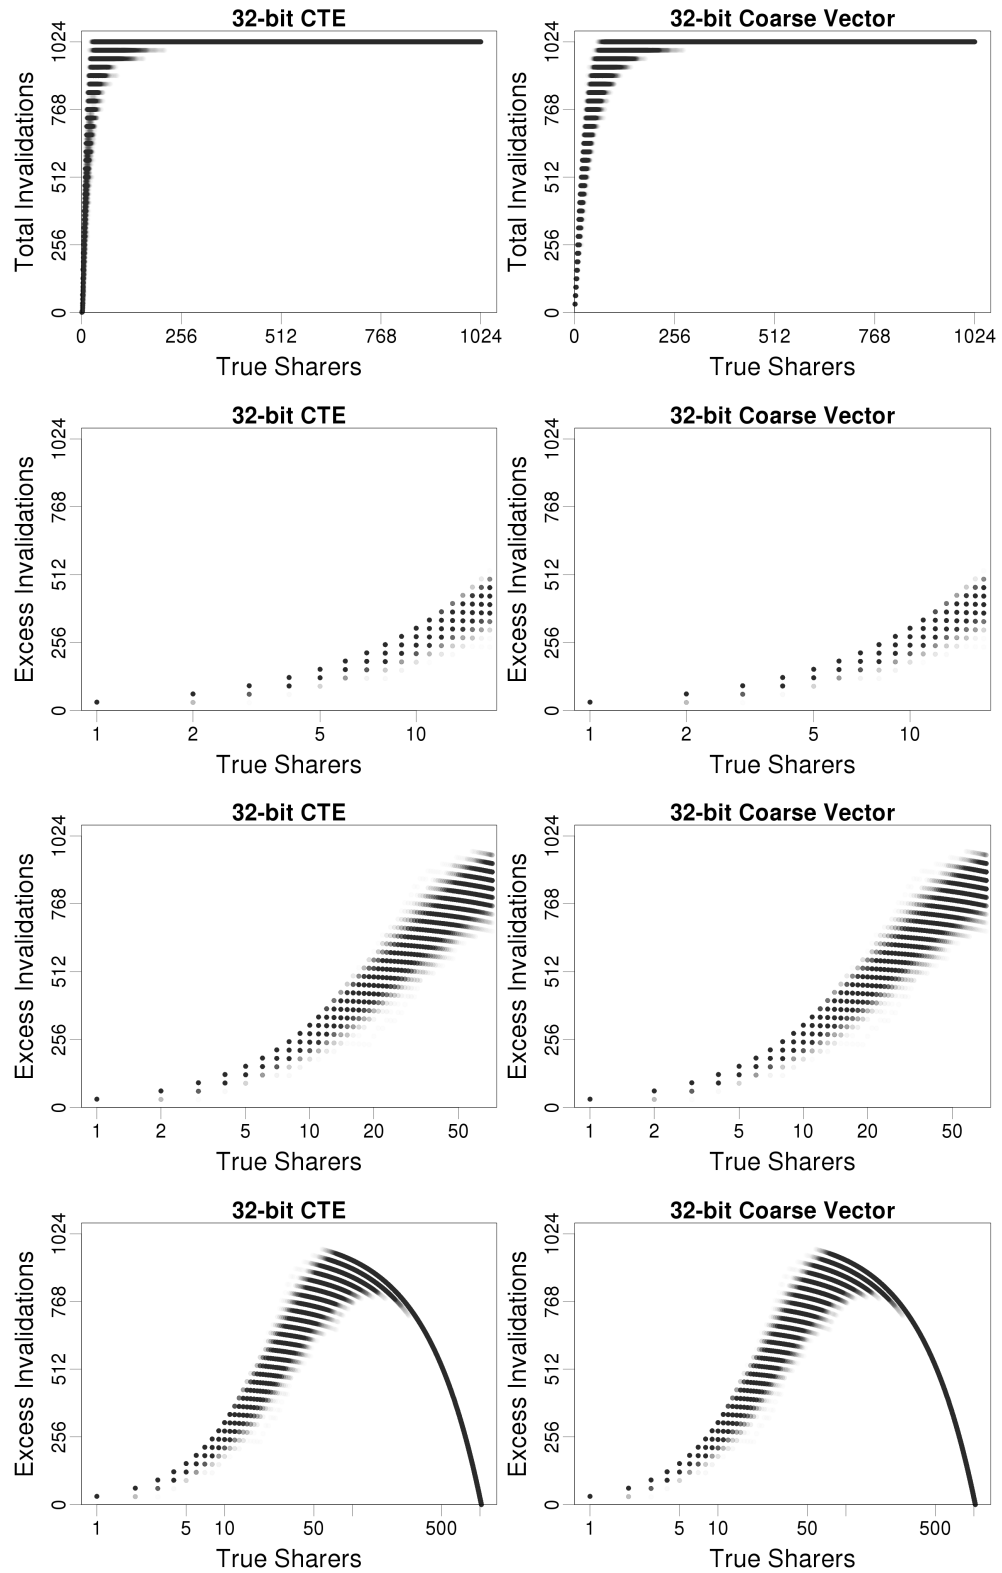 32-bit CTE
32-bit Coarse Vector
Total Invalidations
0 256 512 768 1024
0 256 512 768 1024
True Sharers
Total Invalidations
0 256 512 768 1024
0 256 512 768 1024
True Sharers
32-bit CTE
32-bit Coarse Vector
Excess Invalidations
0 256 512 768 1024
1 2 5 10
True Sharers
Excess Invalidations
0 256 512 768 1024
1 2 5 10
True Sharers
32-bit CTE
32-bit Coarse Vector
Excess Invalidations
0 256 512 768 1024
1 2 5 10 20 50
True Sharers
Excess Invalidations
0 256 512 768 1024
1 2 5 10 20 50
True Sharers
32-bit CTE
32-bit Coarse Vector
Excess Invalidations
0 256 512 768 1024
1 5 10 50 500
True Sharers
Excess Invalidations
0 256 512 768 1024
1 5 10 50 500
True Sharers